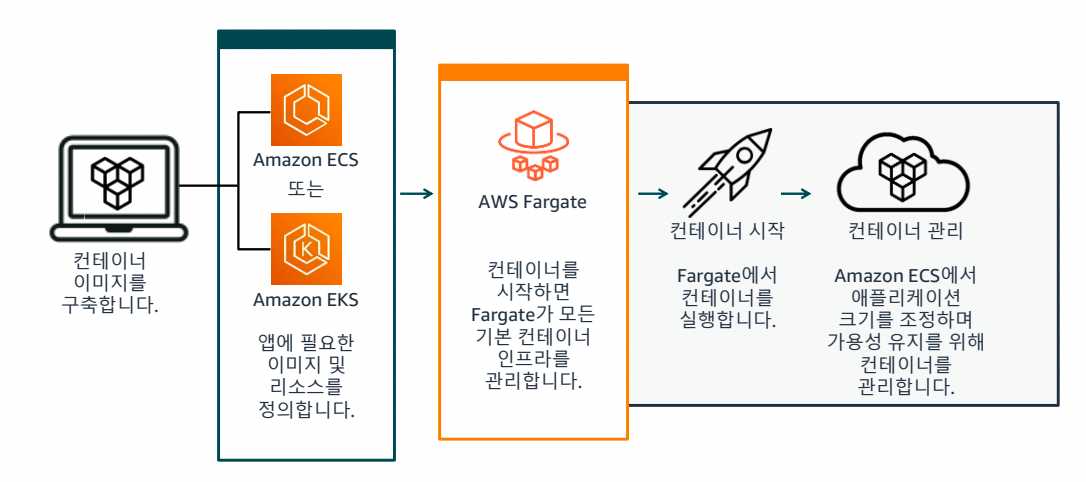 컨테이너
이미지를
구축합니다.
Amazon ECS
또는
K
Amazon EKS
앱에 필요한
이미지 및
리소스를
정의합니다.
AWS Fargate
컨테이너를
시작하면
Fargate가 모든
기본 컨테이너
인프라를
관리합니다.
컨테이너 시작
Fargate에서
컨테이너를
실행합니다.
컨테이너 관리
Amazon ECS에서
애플리케이션
크기를 조정하며
가용성 유지를 위해
컨테이너를
관리합니다.